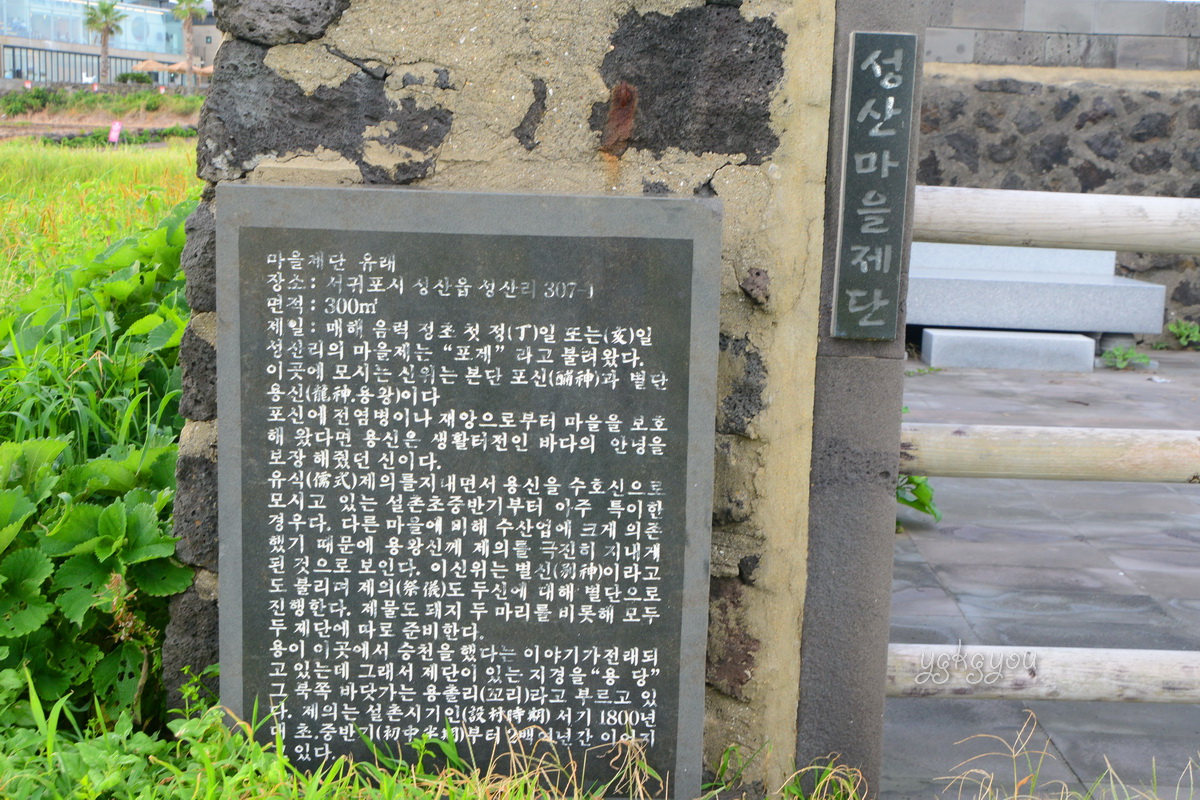 마을제단 유래
장소: 서귀포시 성산읍 성산리 307-1
면적: 300㎡
제일: 매해 음력 정초 첫 정(丁)일 또는(亥)일
성산리의 마을제는 “포제” 라고 불려왔다.
이곳에 모시는 신위는 본단 포신(酺神)과 별단
용신(龍神.용왕)이다
포신에전염병이나 재앙으로부터 마을을 보호
해 왔다면 용신은 생활터전인 바다의 안녕을
보장 해줬던 신이다.
유식(儒式)제의를지내면서 용신을 수호신으로
모시고 있는 설촌초중반기부터 아주 특이한
경우다. 다른 마을에 비해 수산업에 크게 의존
했기 때문에 용왕신께 제의를 극진히 지내게
된 것으로 보인다. 이신위는 별신(別神)이라고
도 불리며 제의(祭儀)도 두신에 대해 별단으로
진행한다. 제물도 돼지 두 마리를 비롯해 모두
두 제단에 따로 준비한다.
용이 이곳에서 승천을 했다는 이야기가전래되
고있는데 그래서 제단이 있는 지경을“용 당”
그 북쪽 바닷가는 용졸리(꼬리)라고 부르고 있
다. 제의는 설촌시기인(設村時期) 서기 1800년
대 초.중반기(初中半期)부터 2백여년간 이어지
고 있다.
성산마을제단
ygkgyou